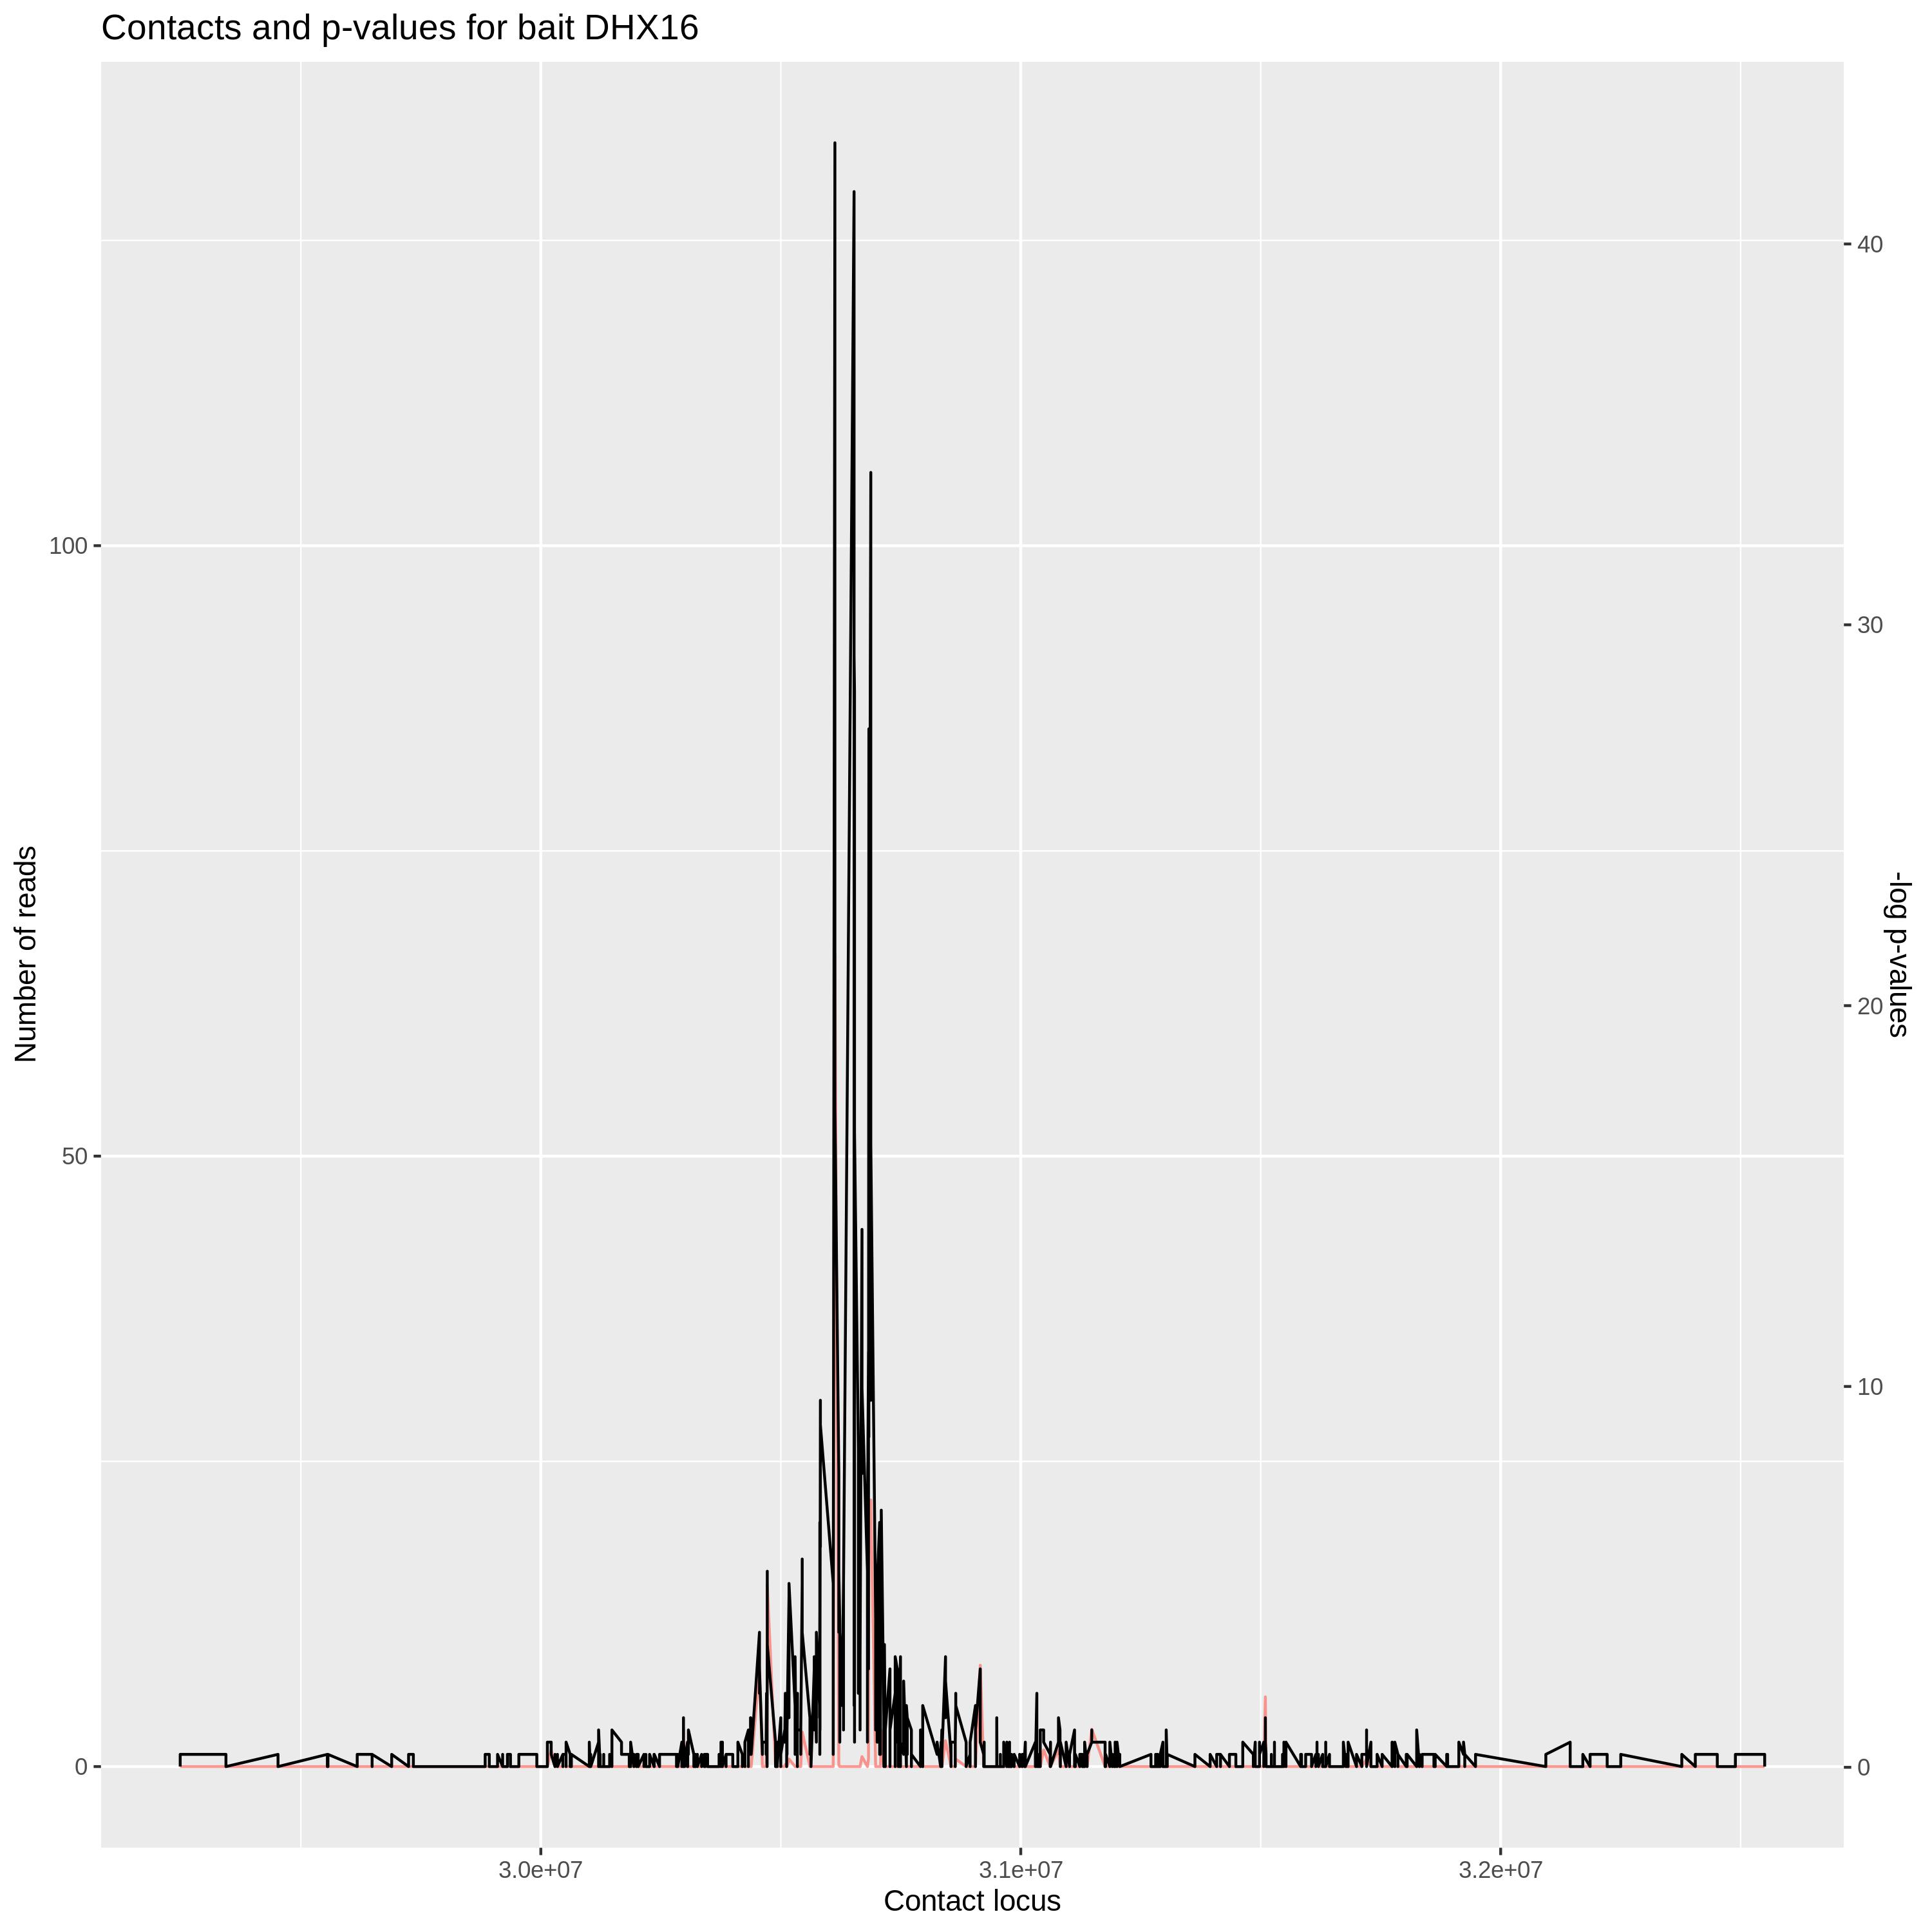 Contacts and p-values for bait DHX16
Number of reads
100
50
0
40
30
20
10
0
-log p-values
3.0e+07
3.1e+07
3.2e+07
Contact locus